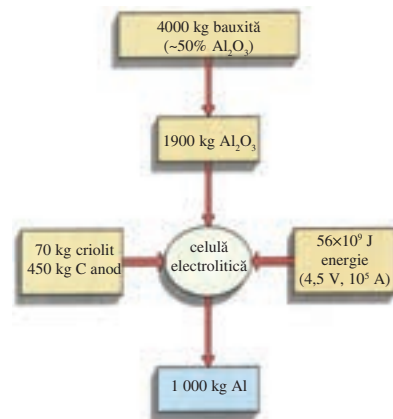 4000 kg bauxită
(~50% Al₂O₃)
1900 kg Al₂O₃
70 kg criolit
450 kg C anod
celulă
electrolitică
56×10⁹ J
energie
(4,5 V, 10⁵ A)
1 000 kg Al